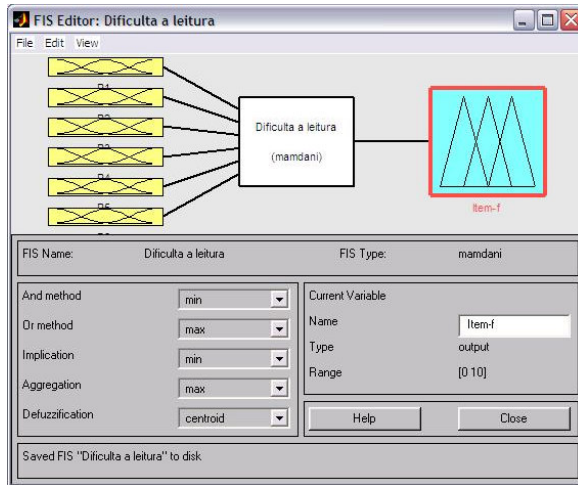 FIS Editor: Dificulta a leitura
File Edit View
Dificulta a leitura
(mamdani)
Item-f
FIS Name: Dificulta a leitura FIS Type: mamdani
And method min
Or method max
Implication min
Aggregation max
Defuzzification centroid
Current Variable
Name Item-f
Type output
Range [0 10]
Help Close
Saved FIS "Dificulta a leitura" to disk